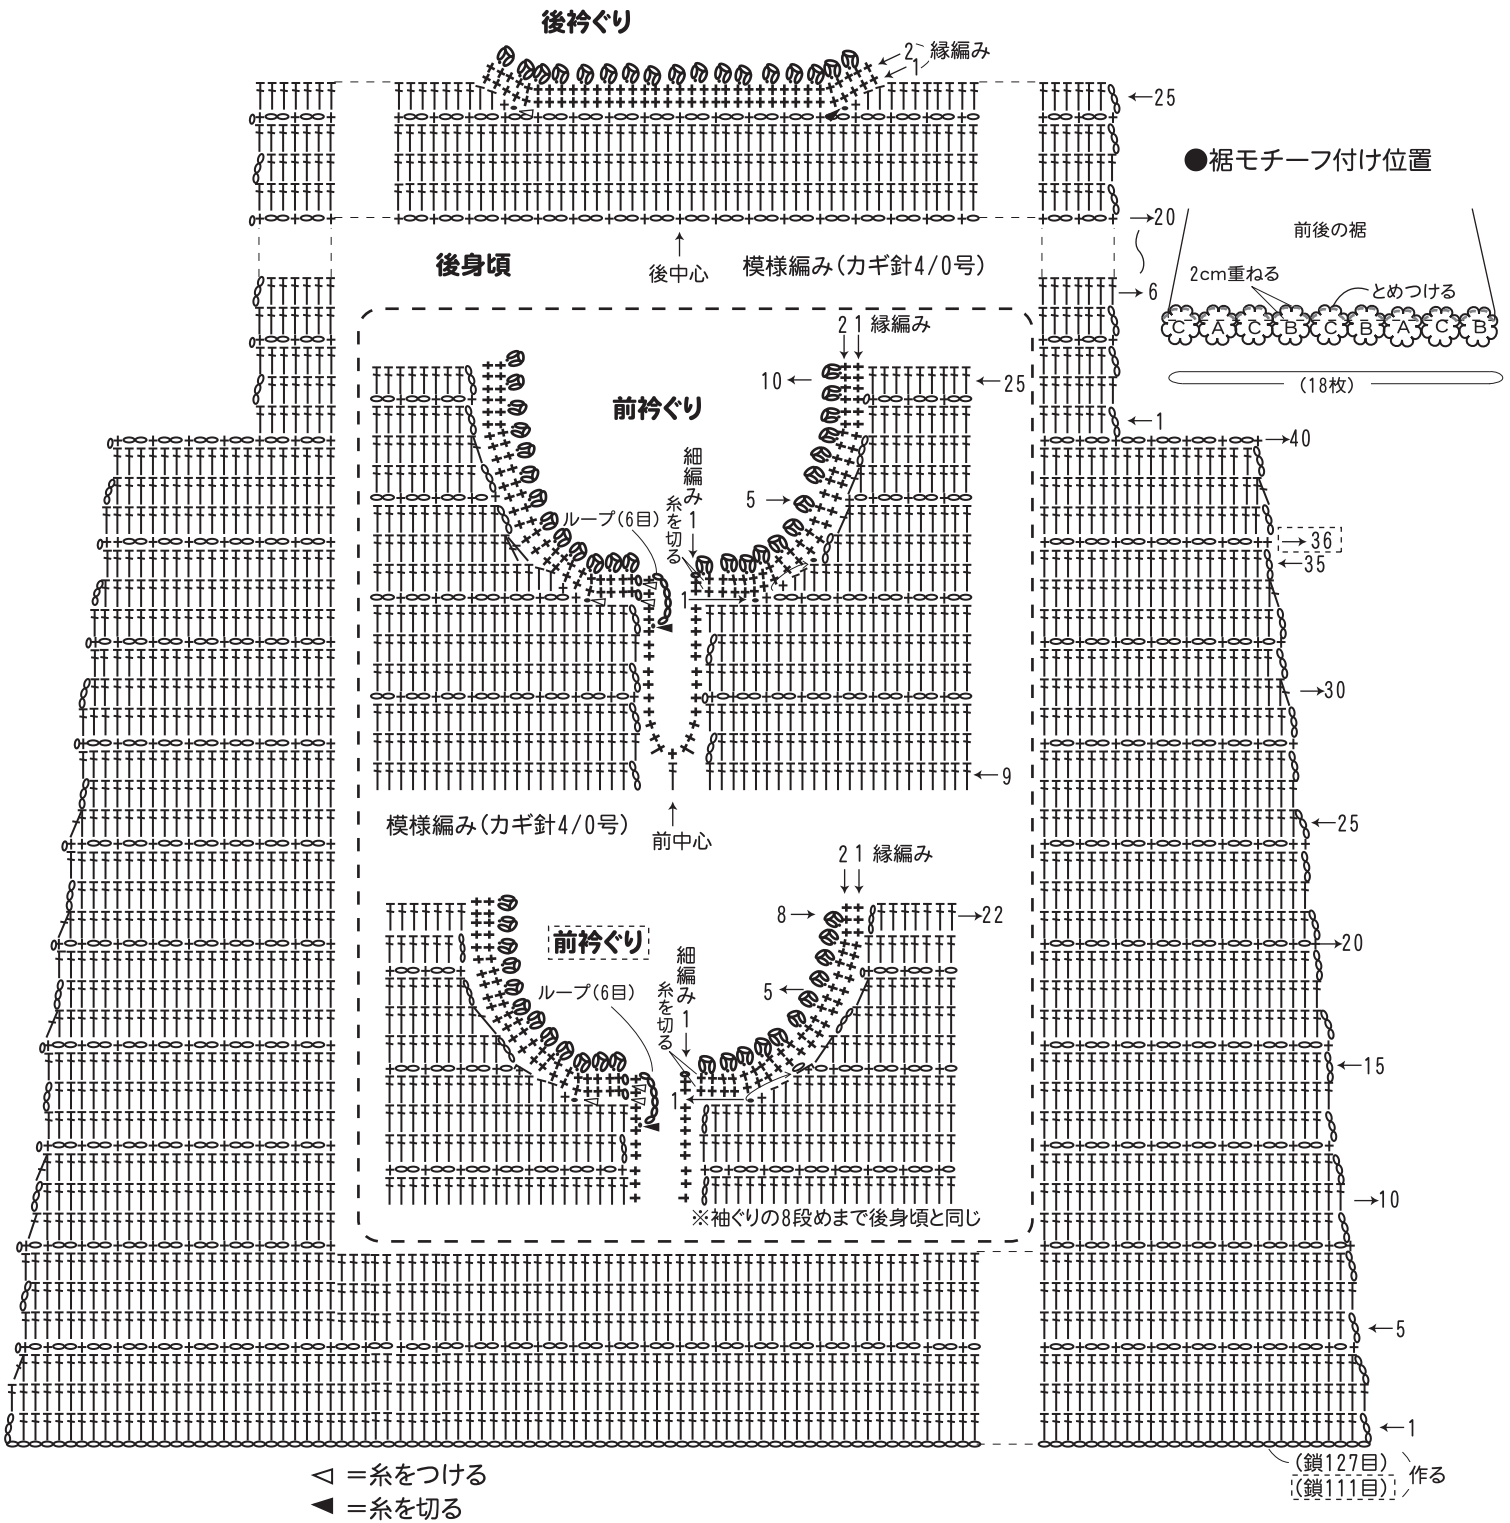 後衿ぐり
2 縁編み
1
25
●裾モチーフ付け位置
20
前後の裾
後身頃
後中心
模様編み(カギ針4/0号)
2cm重ねる
とめつける
6
C A C B C B A C B
(18枚)
2 1 縁編み
10
25
前衿ぐり
1
40
細編み
糸を切る
1
5
ループ(6目)
36
35
1
30
9
模様編み(カギ針4/0号)
前中心
25
2 1 縁編み
8
22
前衿ぐり
20
細編み
糸を切る
1
5
ループ(6目)
15
1
10
※袖ぐりの8段めまで後身頃と同じ
5
1
(鎖127目)
(鎖111目)
作る
=糸をつける
=糸を切る